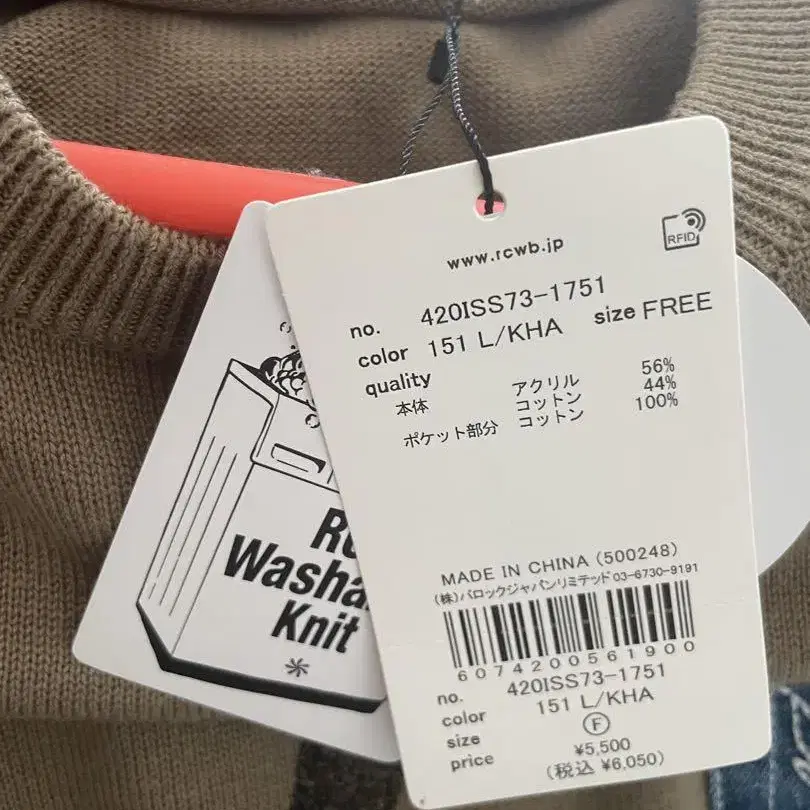 www.rcwb.jp
RFID
no. 420ISS73-1751
color 151 L/KHA size FREE
quality
本体 アクリル 56%
コットン 44%
ポケット部分 コットン 100%
MADE IN CHINA (500248)
(株)バロックジャパンリミテッド 03-6730-9191
6074200561900
no. 420ISS73-1751
color 151 L/KHA
size F
price ¥5,500
(税込 ¥6,050)
Knit